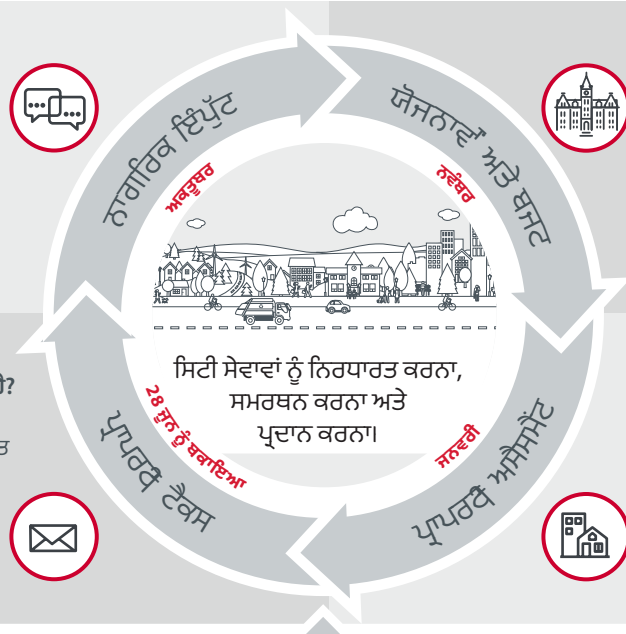 ਨਾਗਰਿਕ ਇੰਪੁੱਟ
ਯੋਜਨਾਵਾਂ ਅਤੇ ਬਜਟ
ਅਕਤੂਬਰ
ਨਵੰਬਰ
ਸਿਟੀ ਸੇਵਾਵਾਂ ਨੂੰ ਨਿਰਧਾਰਤ ਕਰਨਾ,
ਸਮਰਥਨ ਕਰਨਾ ਅਤੇ
ਪ੍ਰਦਾਨ ਕਰਨਾ।
28 ਜੂਨ ਨੂੰ ਬਕਾਇਆ
ਜਨਵਰੀ
ਪ੍ਰਾਪਰਟੀ ਟੈਕਸ
ਪ੍ਰਾਪਰਟੀ ਅਸੈਸਮੈਂਟ